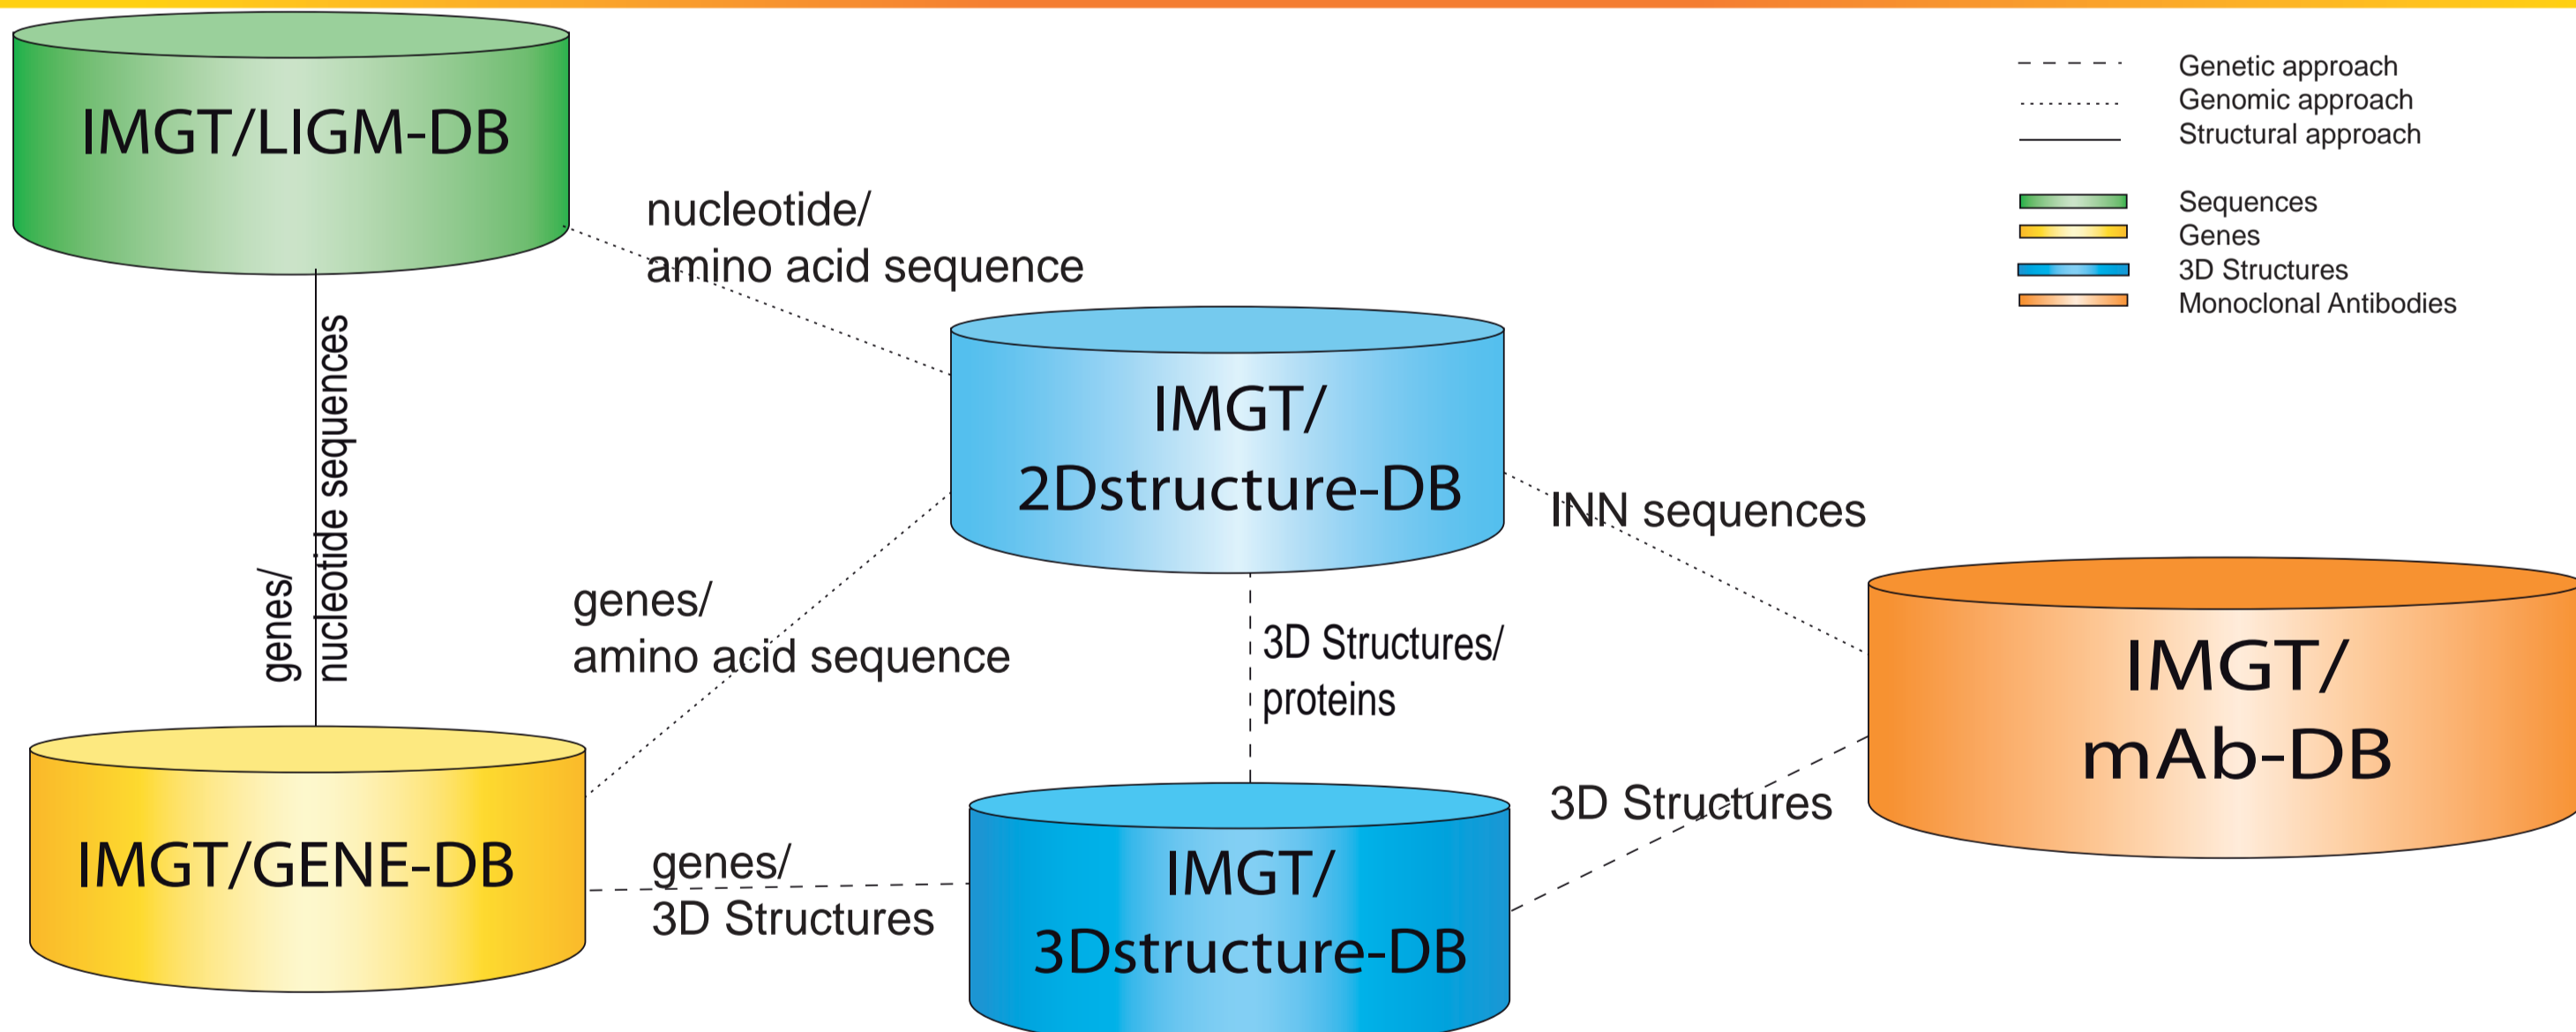 IMGT/LIGM-DB
Genetic approach
Genomic approach
Structural approach
Sequences
Genes
3D Structures
Monoclonal Antibodies
nucleotide/
amino acid sequence
genes/
nucleotide sequences
IMGT/
2Dstructure-DB
INN sequences
genes/
amino acid sequence
3D Structures/
proteins
IMGT/
mAb-DB
3D Structures
IMGT/GENE-DB
genes/
3D Structures
IMGT/
3Dstructure-DB